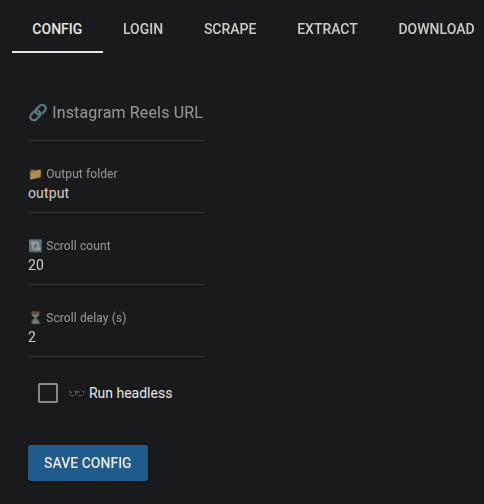 CONFIG LOGIN SCRAPE EXTRACT DOWNLOAD
🔗 Instagram Reels URL
📁 Output folder
output
🔃 Scroll count
20
⏳ Scroll delay (s)
2
🕶️ Run headless
SAVE CONFIG